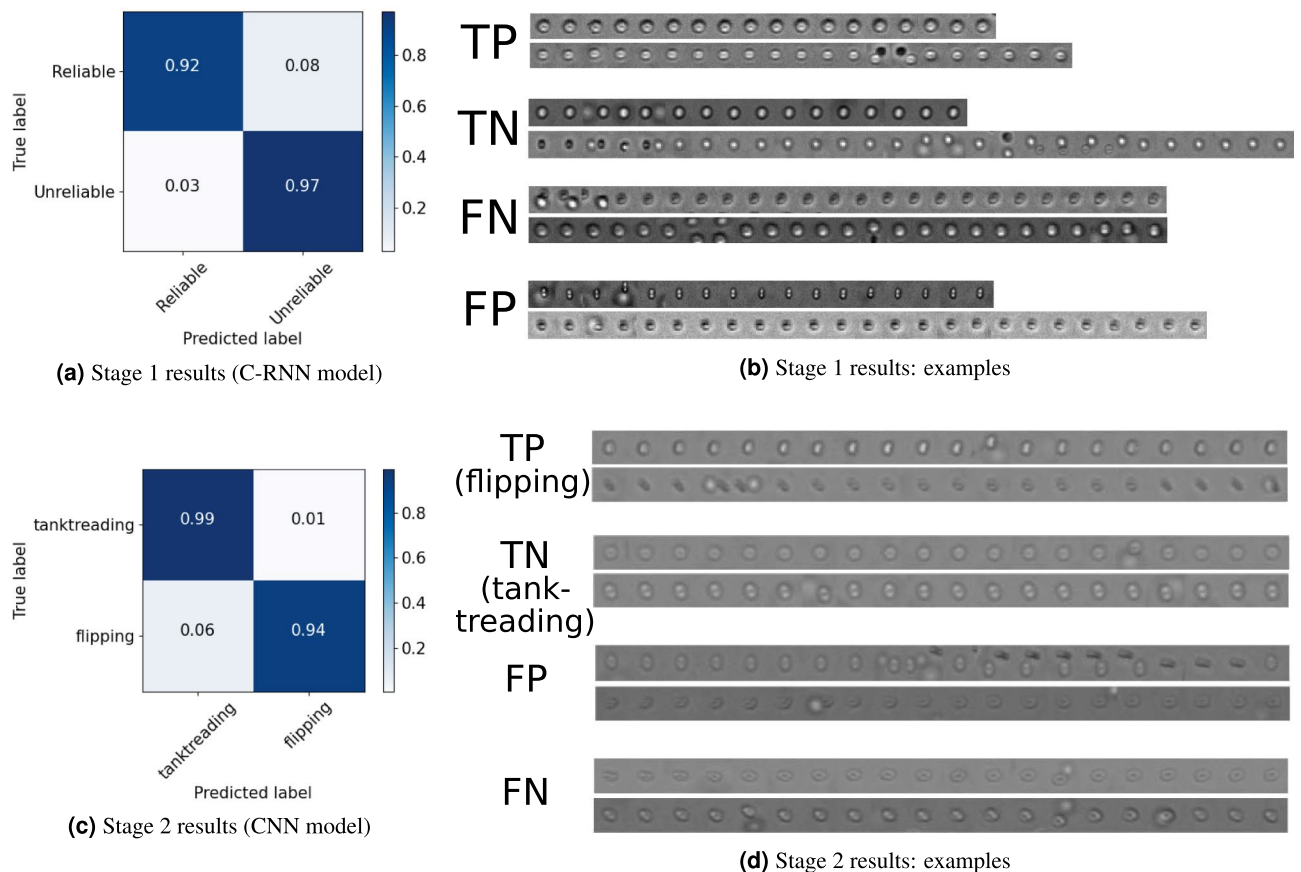 Reliable
Unreliable
True label
0.92
0.08
0.03
0.97
0.8
0.6
0.4
0.2
Reliable
Unreliable
Predicted label
(a) Stage 1 results (C-RNN model)
TP
TN
FN
FP
(b) Stage 1 results: examples
tanktreading
flipping
True label
0.99
0.01
0.06
0.94
0.8
0.6
0.4
0.2
tanktreading
flipping
Predicted label
(c) Stage 2 results (CNN model)
TP
(flipping)
TN
(tank-
treading)
FP
FN
(d) Stage 2 results: examples